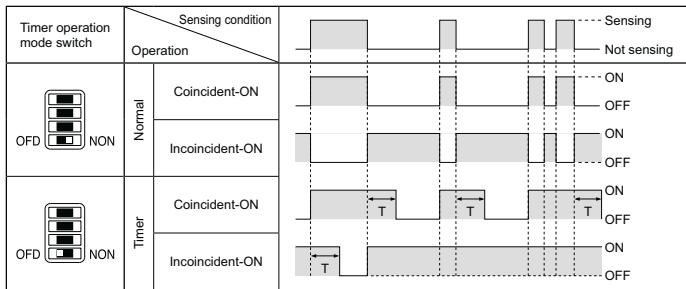 Timer operation
mode switch
Sensing condition
Operation
Sensing
Not sensing
OFD NON
Normal
Coincident-ON
ON
OFF
Incoincident-ON
ON
OFF
OFD NON
Timer
Coincident-ON
T T T
ON
OFF
Incoincident-ON
T
ON
OFF